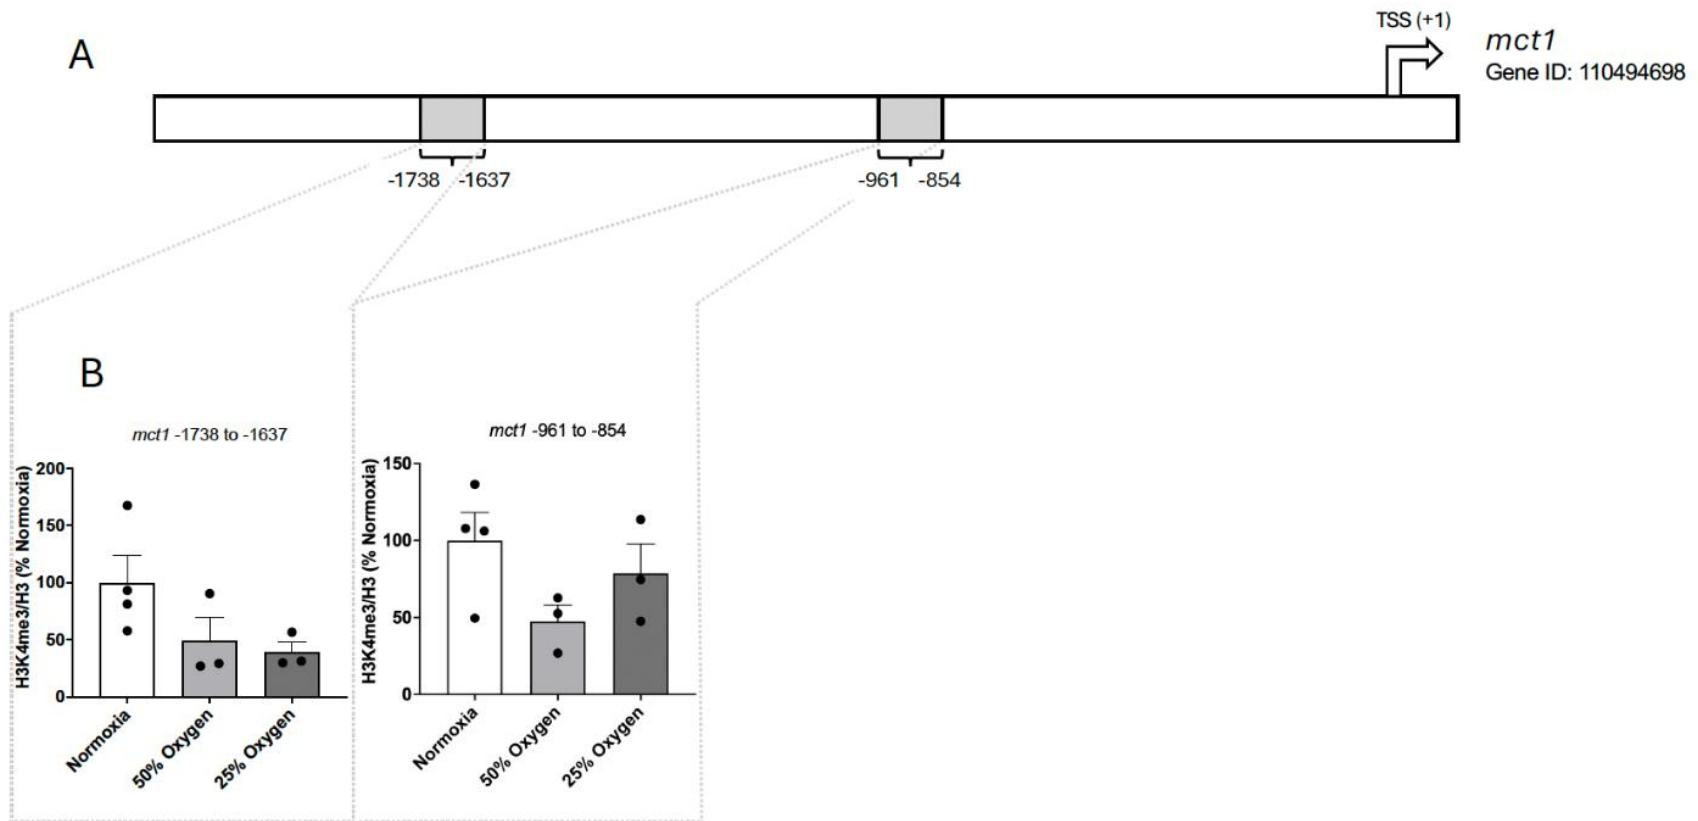 A
TSS (+1)
mct1
Gene ID: 110494698
-1738 -1637
-961 -854
B
mct1 -1738 to -1637
H3K4me3/H3 (% Normoxia)
200
150
100
50
0
Normoxia
50% Oxygen
25% Oxygen
mct1 -961 to -854
H3K4me3/H3 (% Normoxia)
150
100
50
0
Normoxia
50% Oxygen
25% Oxygen